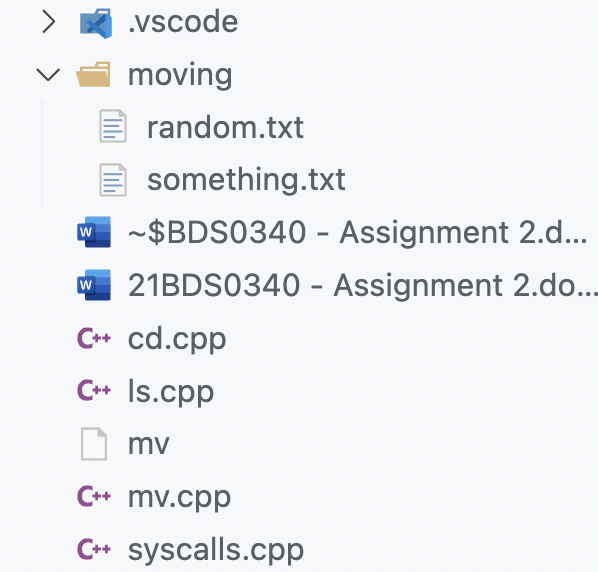 .vscode
moving
random.txt
something.txt
~$BDS0340 - Assignment 2.d...
21BDS0340 - Assignment 2.do...
C++ cd.cpp
C++ ls.cpp
mv
C++ mv.cpp
C++ syscalls.cpp